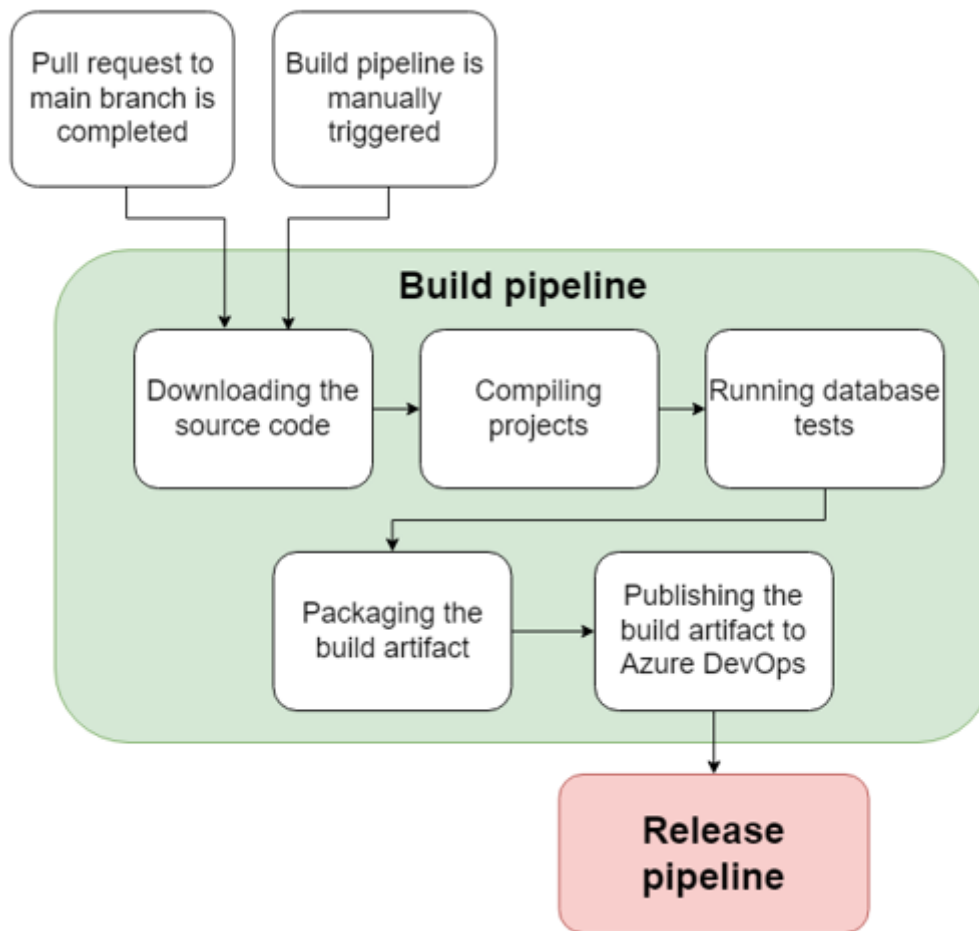 Pull request to
main branch is
completed
Build pipeline is
manually
triggered
Build pipeline
Downloading the
source code
Compiling
projects
Running database
tests
Packaging the
build artifact
Publishing the
build artifact to
Azure DevOps
Release
pipeline